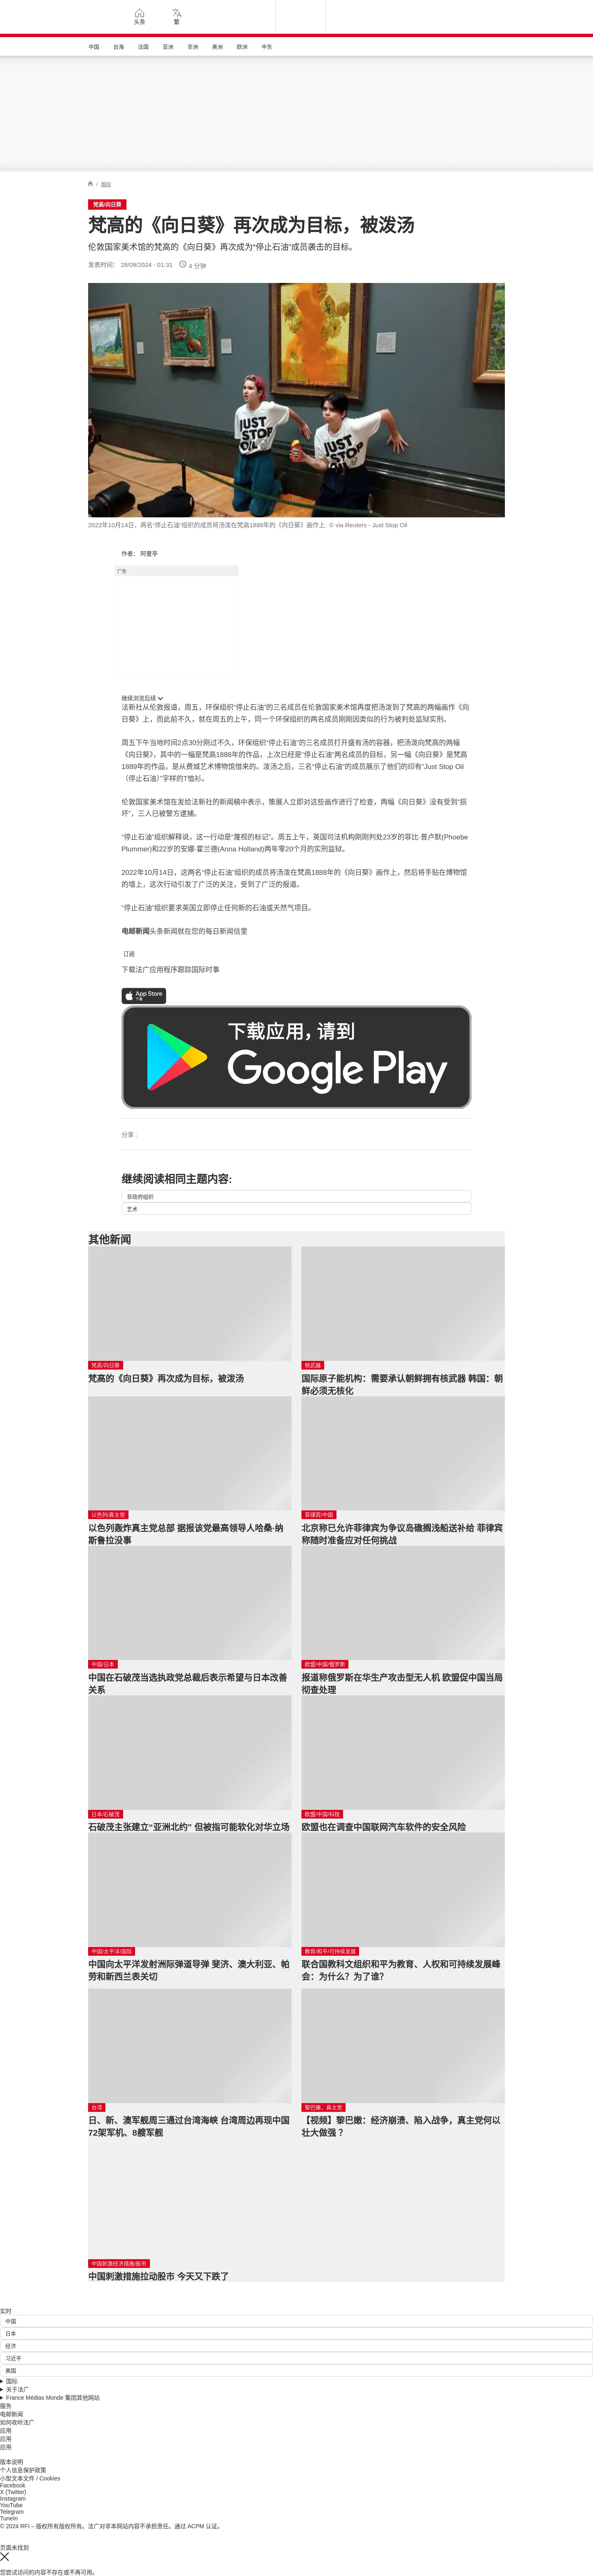 头条
繁
中国
台海
法国
亚洲
非洲
美洲
欧洲
中东
/ 国际
梵高/向日葵
梵高的《向日葵》再次成为目标，被泼汤
伦敦国家美术馆的梵高的《向日葵》再次成为“停止石油”成员袭击的目标。
发表时间： 28/09/2024 - 01:31
4 分钟
JUST STOP OIL
JUST STOP OIL
2022年10月14日，两名“停止石油”组织的成员将汤泼在梵高1888年的《向日葵》画作上. © via Reuters - Just Stop Oil
作者： 阿曼亭
广告
继续浏览后续
法新社从伦敦报道，周五，环保组织“停止石油”的三名成员在伦敦国家美术馆再度把汤泼到了梵高的两幅画作《向
日葵》上，而此前不久，就在周五的上午，同一个环保组织的两名成员刚刚因类似的行为被判处监狱实刑。
周五下午当地时间2点30分刚过不久，环保组织“停止石油”的三名成员打开盛有汤的容器，把汤泼向梵高的两幅
《向日葵》，其中的一幅是梵高1888年的作品，上次已经是“停止石油”两名成员的目标，另一幅《向日葵》是梵高
1889年的作品，是从费城艺术博物馆借来的。泼汤之后，三名“停止石油”的成员展示了他们的印有“Just Stop Oil
（停止石油）”字样的T恤衫。
伦敦国家美术馆在发给法新社的新闻稿中表示，策展人立即对这些画作进行了检查，两幅《向日葵》没有受到“损
坏”，三人已被警方逮捕。
“停止石油”组织解释说，这一行动是“蔑视的标记”。周五上午，英国司法机构刚刚判处23岁的菲比·普卢默(Phoebe
Plummer)和22岁的安娜·霍兰德(Anna Holland)两年零20个月的实刑监狱。
2022年10月14日，这两名“停止石油”组织的成员将汤泼在梵高1888年的《向日葵》画作上，然后将手贴在博物馆
的墙上，这次行动引发了广泛的关注，受到了广泛的报道。
“停止石油”组织要求英国立即停止任何新的石油或天然气项目。
电邮新闻头条新闻就在您的每日新闻信里
订阅
下载法广应用程序跟踪国际时事
App Store
下载
下载应用，请到
Google Play
分享 :
继续阅读相同主题内容:
非政府组织
艺术
其他新闻
梵高/向日葵
梵高的《向日葵》再次成为目标，被泼汤
核武器
国际原子能机构：需要承认朝鲜拥有核武器 韩国：朝
鲜必须无核化
以色列/真主党
以色列轰炸真主党总部 据报该党最高领导人哈桑·纳
斯鲁拉没事
菲律宾/中国
北京称已允许菲律宾为争议岛礁搁浅船送补给 菲律宾
称随时准备应对任何挑战
中国/日本
中国在石破茂当选执政党总裁后表示希望与日本改善
关系
欧盟/中国/俄罗斯
报道称俄罗斯在华生产攻击型无人机 欧盟促中国当局
彻查处理
日本/石破茂
石破茂主张建立“亚洲北约” 但被指可能软化对华立场
欧盟/中国/科技
欧盟也在调查中国联网汽车软件的安全风险
中国/太平洋/国际
中国向太平洋发射洲际弹道导弹 斐济、澳大利亚、帕
劳和新西兰表关切
教育/和平/可持续发展
联合国教科文组织和平为教育、人权和可持续发展峰
会：为什么？为了谁？
台湾
日、新、澳军舰周三通过台湾海峡 台湾周边再现中国
72架军机、8艘军舰
黎巴嫩、真主党
【视频】黎巴嫩：经济崩溃、陷入战争，真主党何以
壮大做强 ?
中国刺激经济措施/股市
中国刺激措施拉动股市 今天又下跌了
实时
中国
日本
经济
习近平
美国
国际
关于法广
France Médias Monde 集团其他网站
服务
电邮新闻
如何收听法广
应用
应用
应用
版本说明
个人信息保护政策
小型文本文件 / Cookies
Facebook
X (Twitter)
Instagram
YouTube
Telegram
TuneIn
© 2024 RFI – 版权所有版权所有。法广对非本网站内容不承担责任。通过 ACPM 认证。
页面未找到
您尝试访问的内容不存在或不再可用。